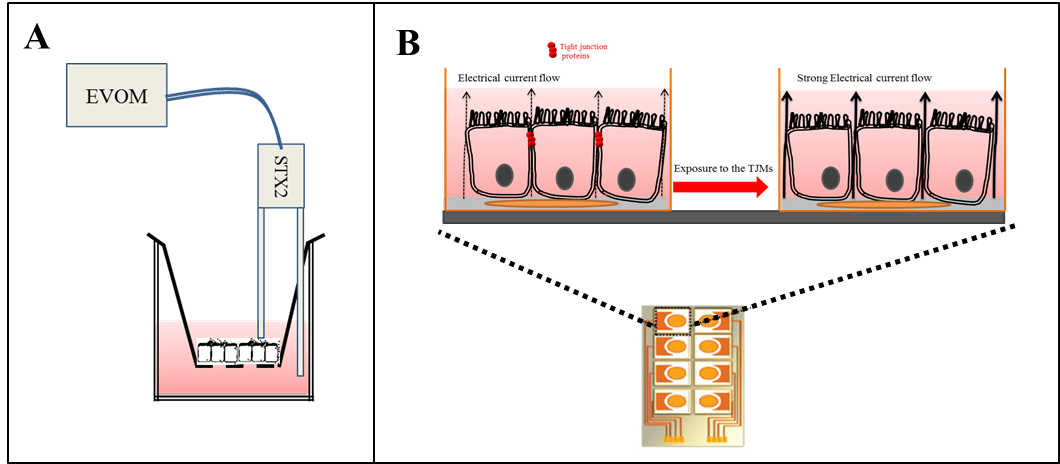 A
EVOM
STX2
B
Tight junction
proteins
Electrical current flow
Strong Electrical current flow
Exposure to the TJMs